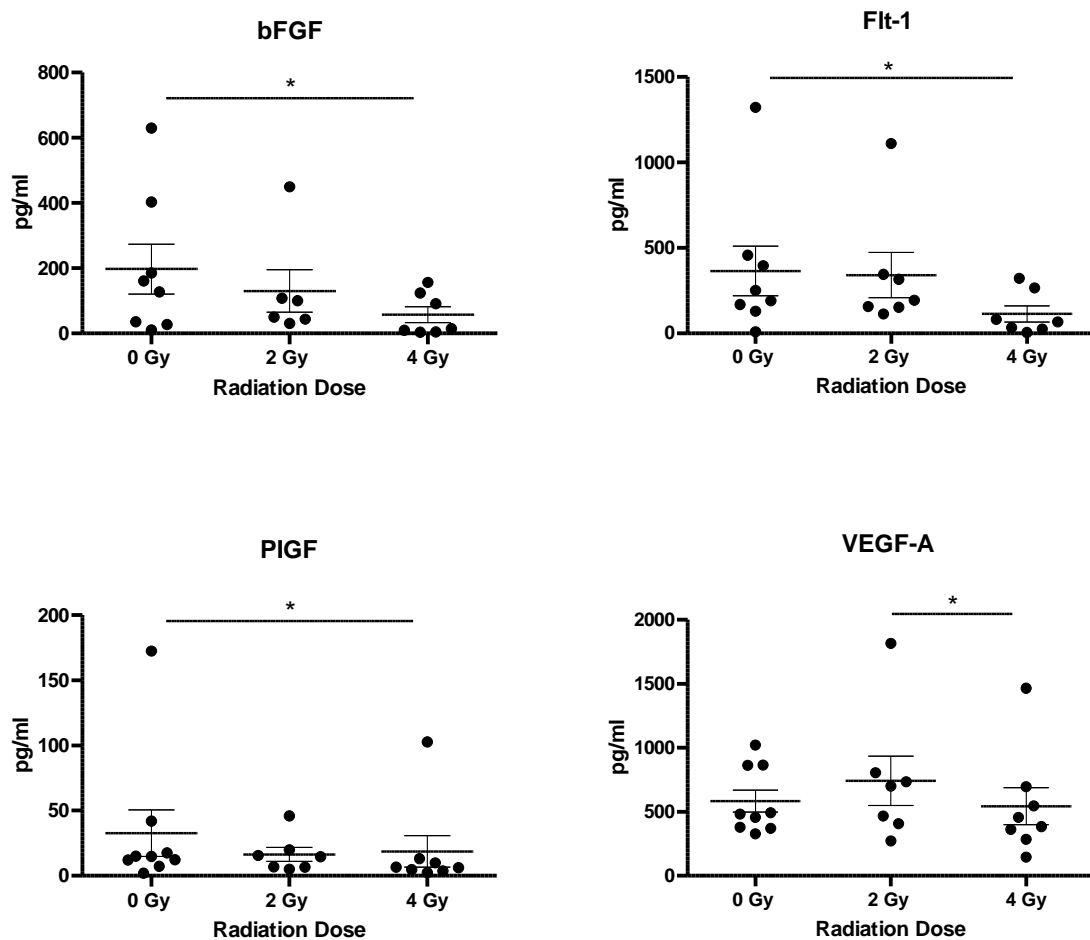 bFGF
*
800
600
400
200
0
pg/ml
0 Gy 2 Gy 4 Gy
Radiation Dose
Flt-1
*
1500
1000
500
0
pg/ml
0 Gy 2 Gy 4 Gy
Radiation Dose
PlGF
*
200
150
100
50
0
pg/ml
0 Gy 2 Gy 4 Gy
Radiation Dose
VEGF-A
*
2000
1500
1000
500
0
pg/ml
0 Gy 2 Gy 4 Gy
Radiation Dose